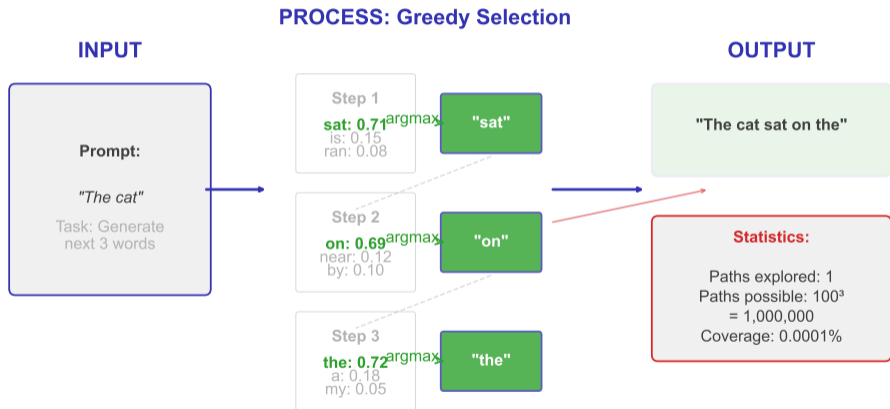 PROCESS: Greedy Selection
INPUT
OUTPUT
Prompt:
"The cat"
Task: Generate
next 3 words
Step 1
sat: 0.71
is: 0.15
ran: 0.08
argmax
"sat"
Step 2
on: 0.69
near: 0.12
by: 0.10
argmax
"on"
Step 3
the: 0.72
a: 0.18
my: 0.05
argmax
"the"
"The cat sat on the"
Statistics:
Paths explored: 1
Paths possible: 100³
= 1,000,000
Coverage: 0.0001%